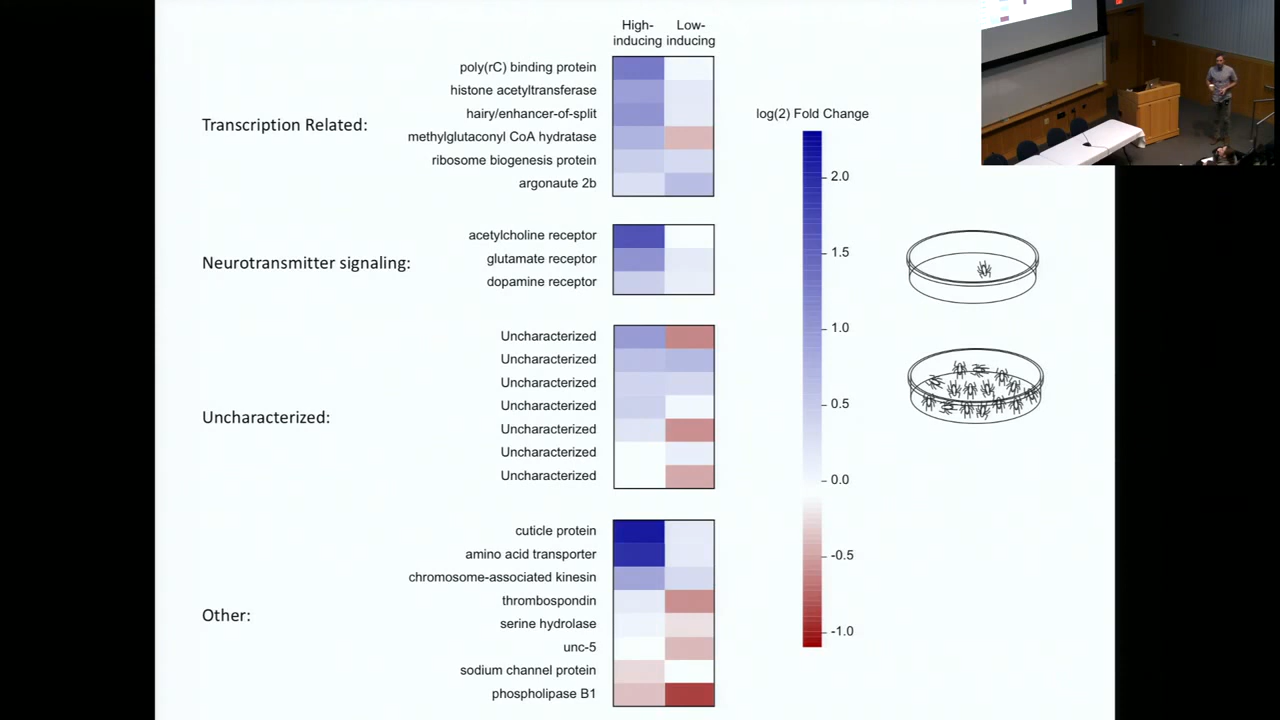 High- Low-
inducing inducing
Transcription Related:
poly(rC) binding protein
histone acetyltransferase
hairy/enhancer-of-split
methylglutaconyl CoA hydratase
ribosome biogenesis protein
argonaute 2b
Neurotransmitter signaling:
acetylcholine receptor
glutamate receptor
dopamine receptor
Uncharacterized:
Uncharacterized
Uncharacterized
Uncharacterized
Uncharacterized
Uncharacterized
Uncharacterized
Uncharacterized
Other:
cuticle protein
amino acid transporter
chromosome-associated kinesin
thrombospondin
serine hydrolase
unc-5
sodium channel protein
phospholipase B1
log(2) Fold Change
2.0
1.5
1.0
0.5
0.0
-0.5
-1.0